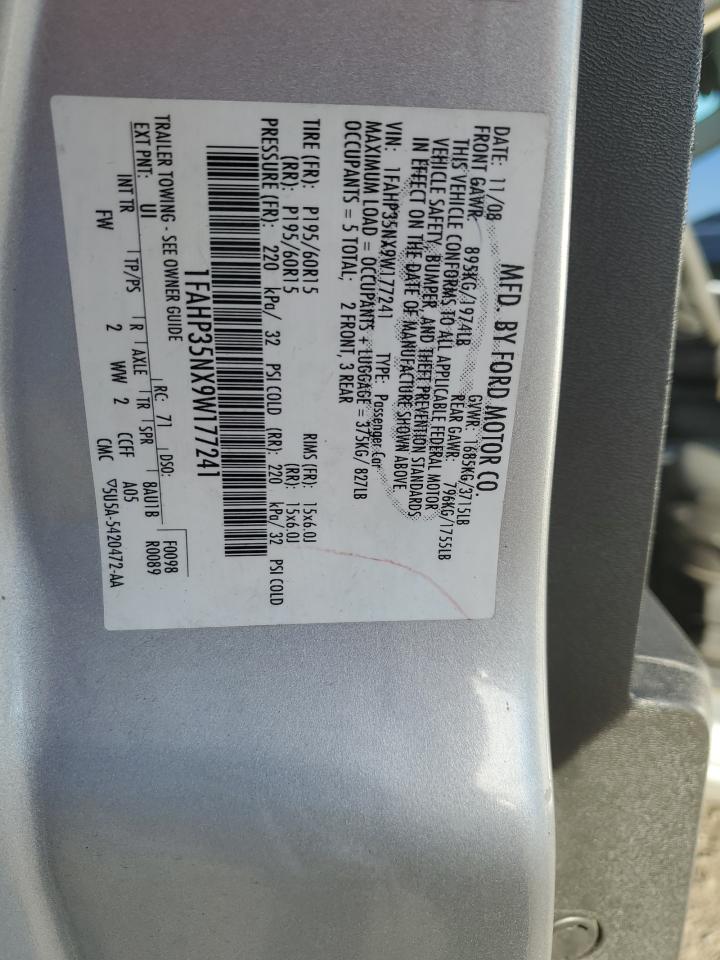 MFD. BY FORD MOTOR CO.
DATE: 11/08 GVWR: 1685KG/3715LB
FRONT GAWR: 895KG/1974LB REAR GAWR: 796KG/1755LB
THIS VEHICLE CONFORMS TO ALL APPLICABLE FEDERAL MOTOR
VEHICLE SAFETY, BUMPER, AND THEFT PREVENTION STANDARDS
IN EFFECT ON THE DATE OF MANUFACTURE SHOWN ABOVE.
VIN: 1FAHP35NX9W177241 TYPE: Passenger Car
MAXIMUM LOAD = OCCUPANTS + LUGGAGE = 375KG/ 827LB
OCCUPANTS = 5 TOTAL; 2 FRONT, 3 REAR
TIRE (FR): P195/60R15 RIMS (FR): 15x6.0J
(RR): P195/60R15 (RR): 15x6.0J
PRESSURE (FR): 220 kPa/ 32 PSI COLD (RR): 220 kPa/ 32 PSI COLD
1FAHP35NX9W177241
TRAILER TOWING - SEE OWNER GUIDE
EXT PNT: UI RC: 71 DSO: F0098
R0089
INT TR TP/PS R AXLE TR SPR 8AU1B
FW 2 WW 2 CCFF A05
CMC ▽5U5A-5420472-AA